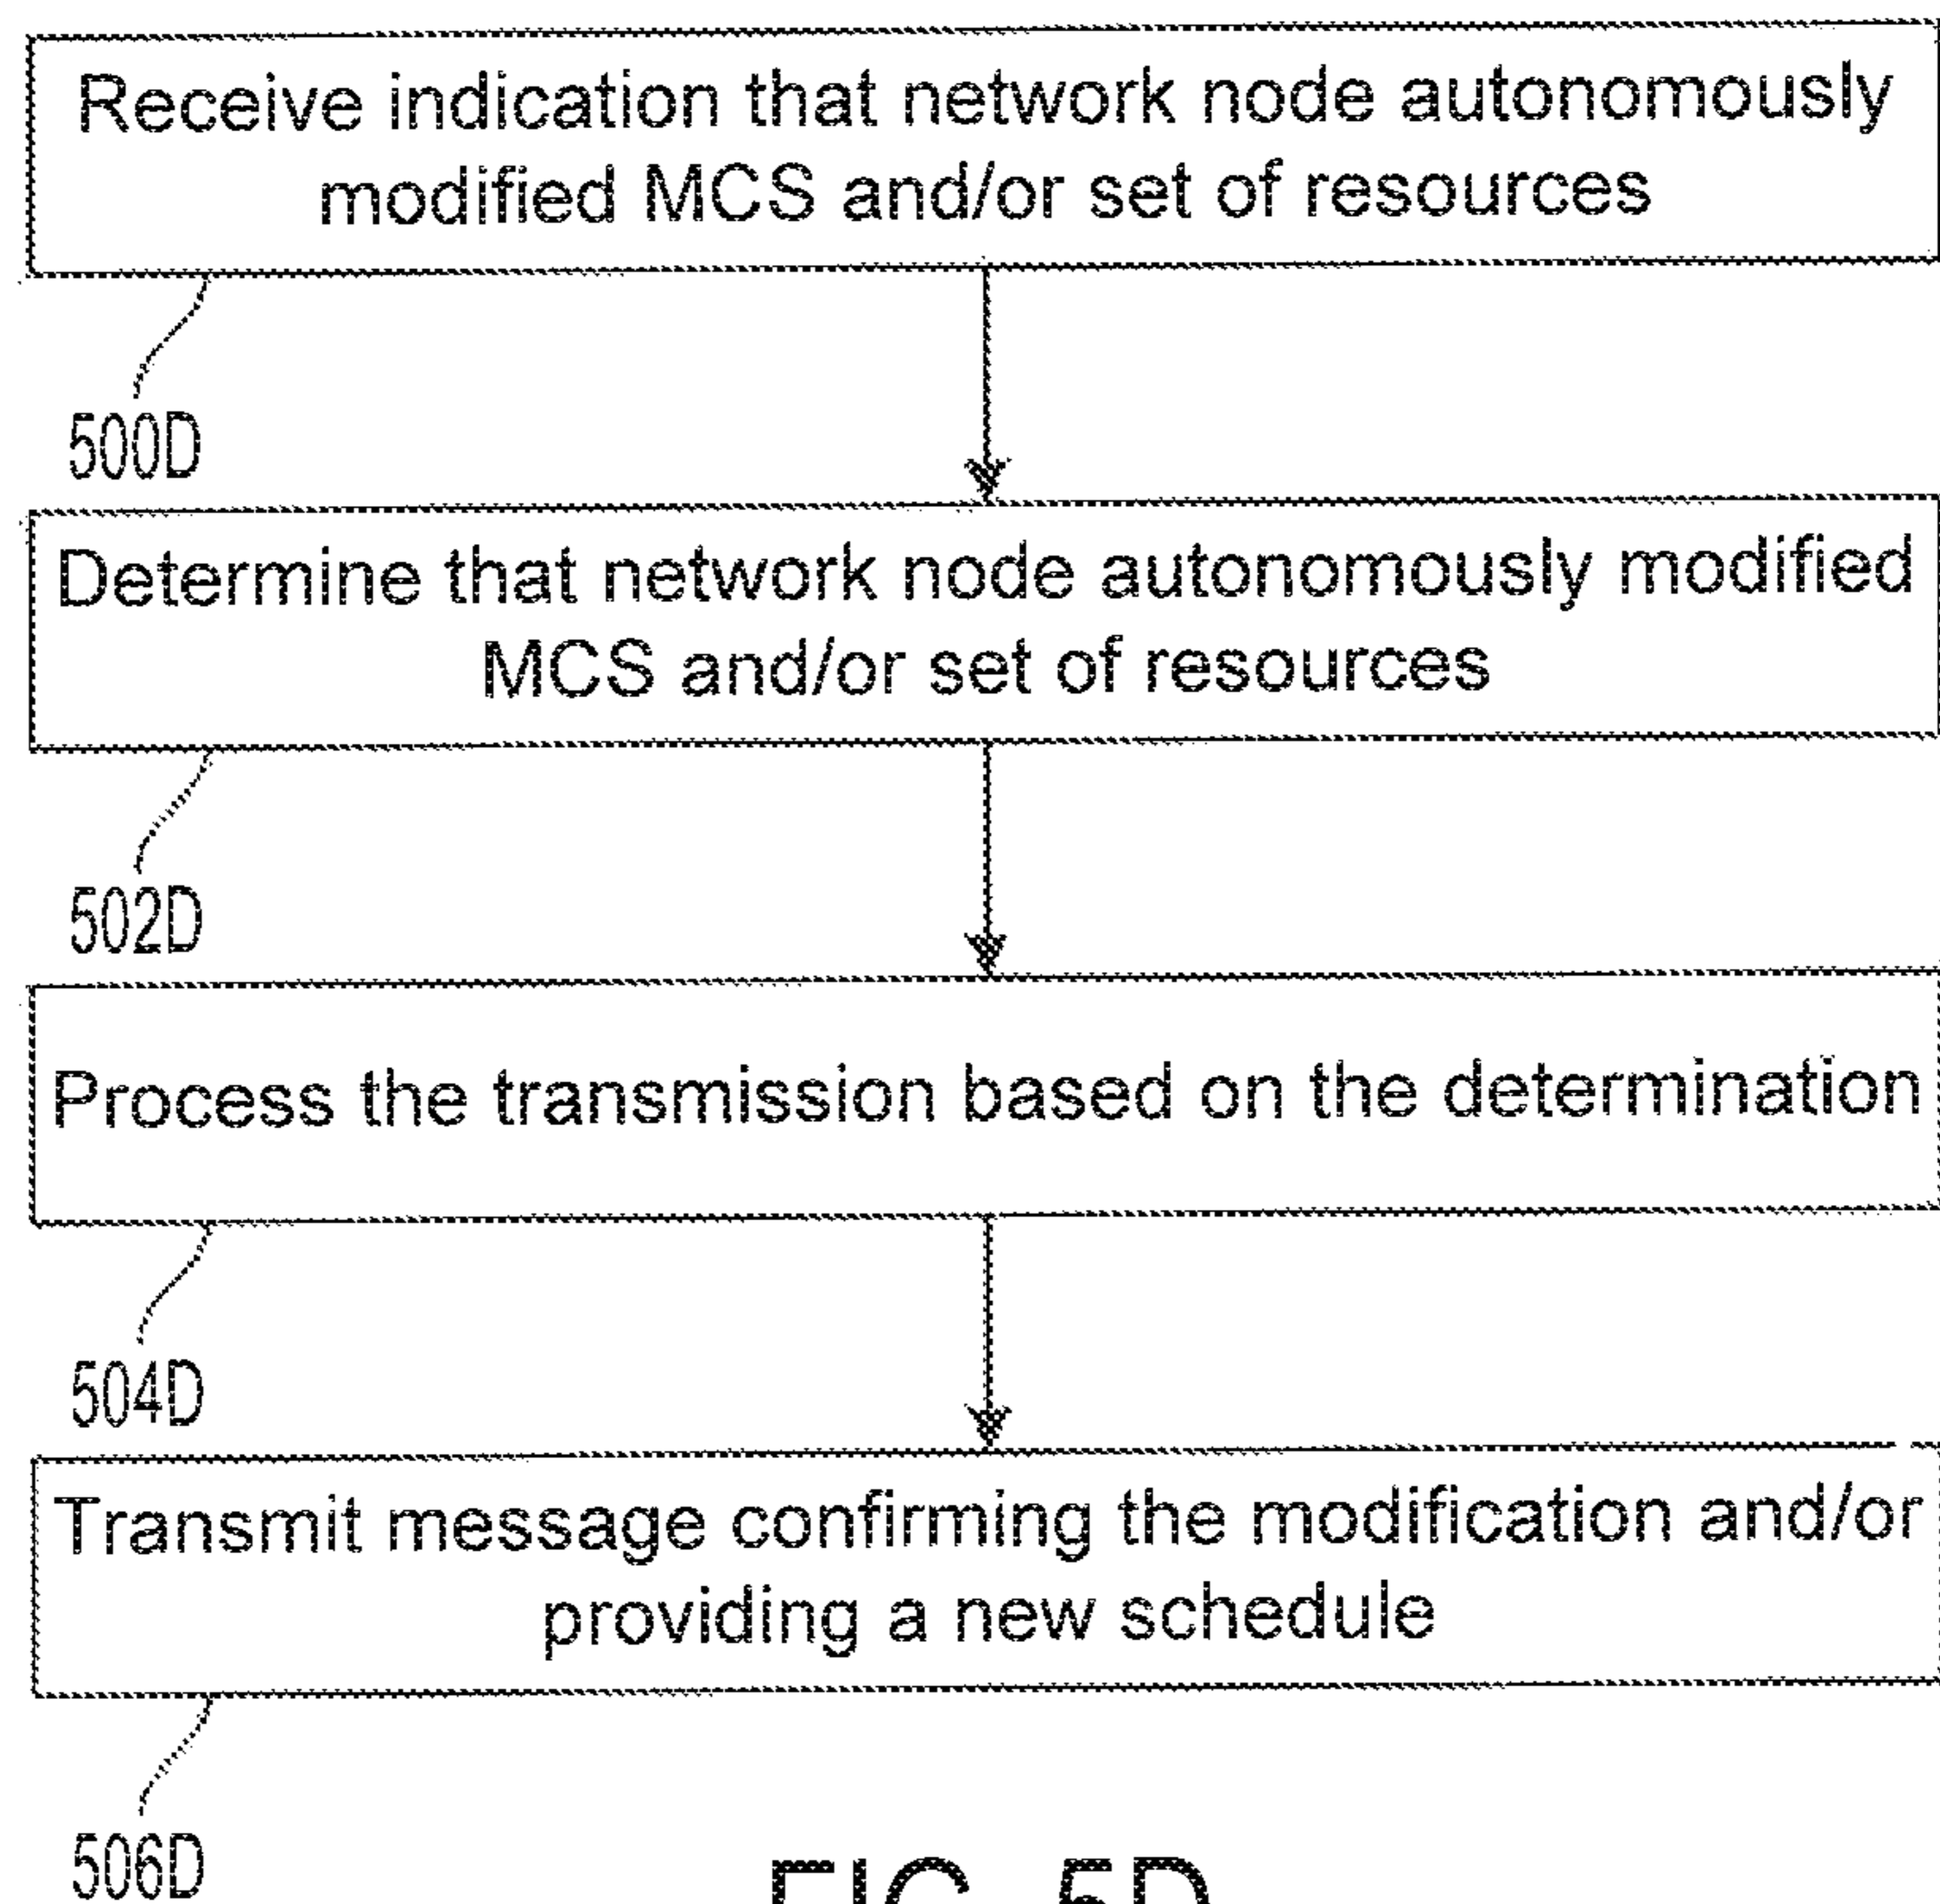 Receive indication that network node autonomously
modified MCS and/or set of resources
500D
Determine that network node autonomously modified
MCS and/or set of resources
502D
Process the transmission based on the determination
504D
Transmit message confirming the modification and/or
providing a new schedule
506D
FIG. 5D